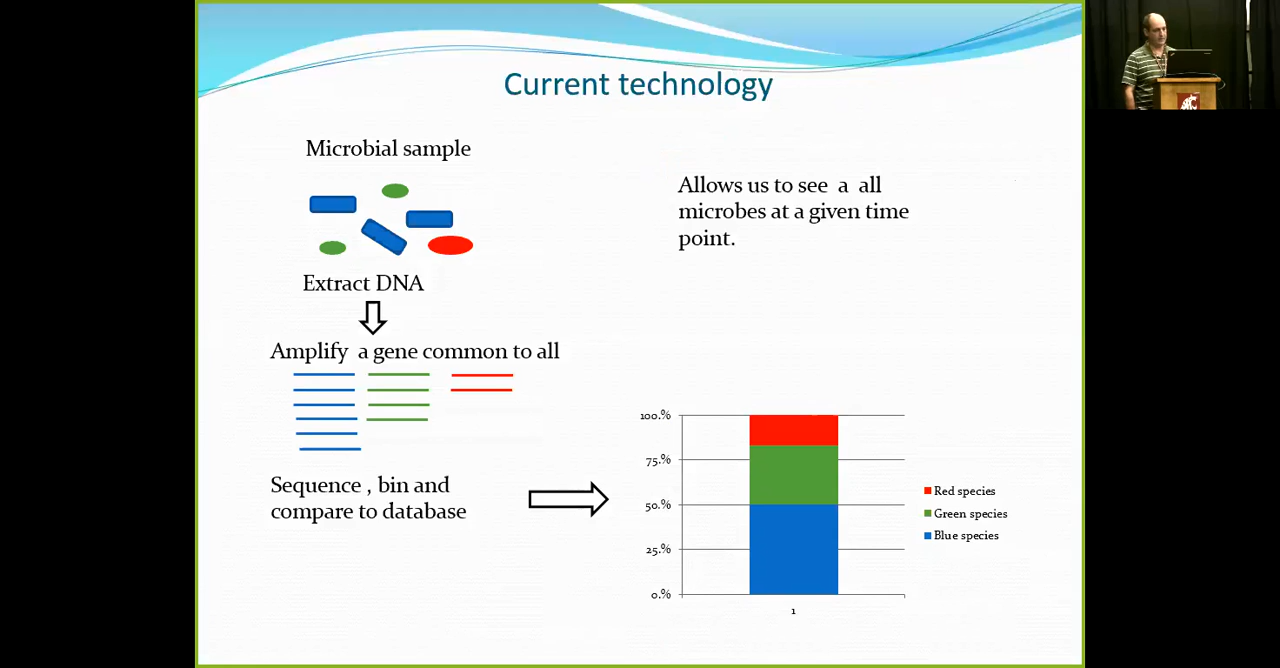 Current technology
Microbial sample
Extract DNA
Amplify a gene common to all
Sequence , bin and
compare to database
Allows us to see a all
microbes at a given time
point.
100.%
75.%
50.%
25.%
0.%
1
Red species
Green species
Blue species